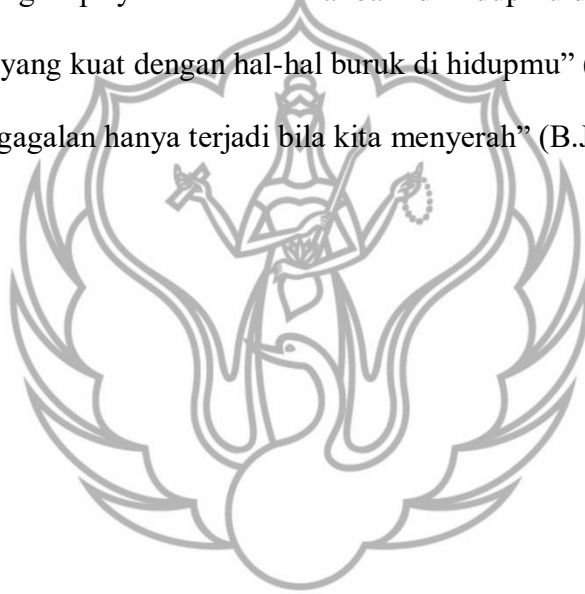 yang kuat dengan hal-hal buruk di hidupmu” (
gagalan hanya terjadi bila kita menyerah” (B.J